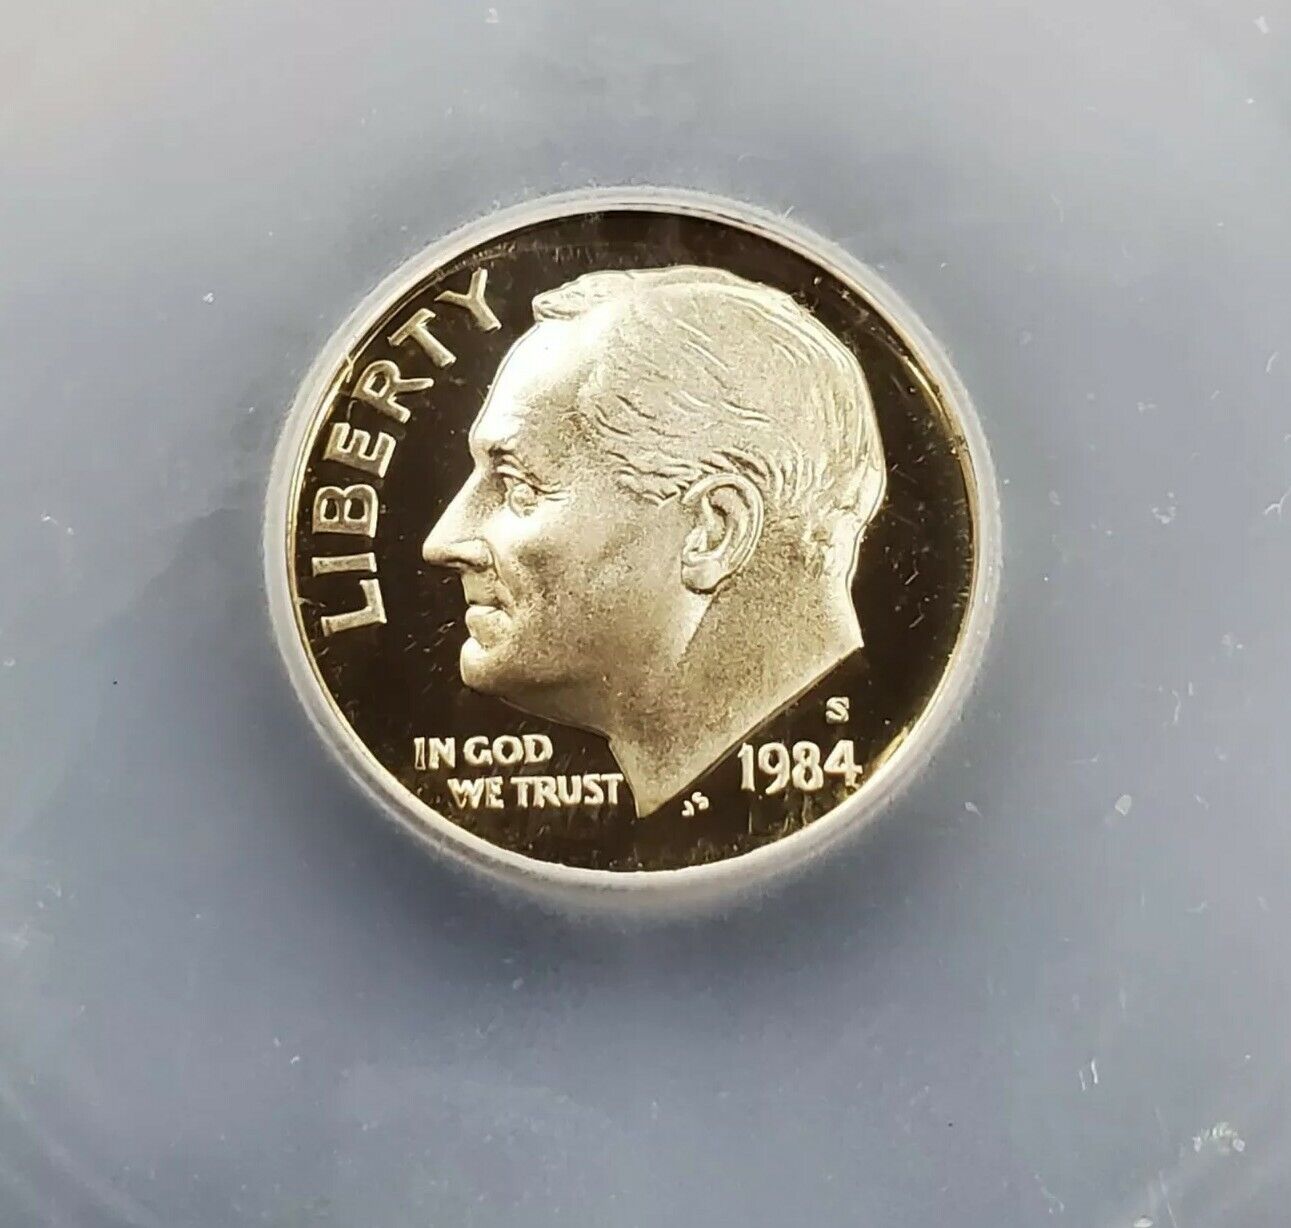 LIBERTY
IN GOD
WE TRUST
JS
S
1984